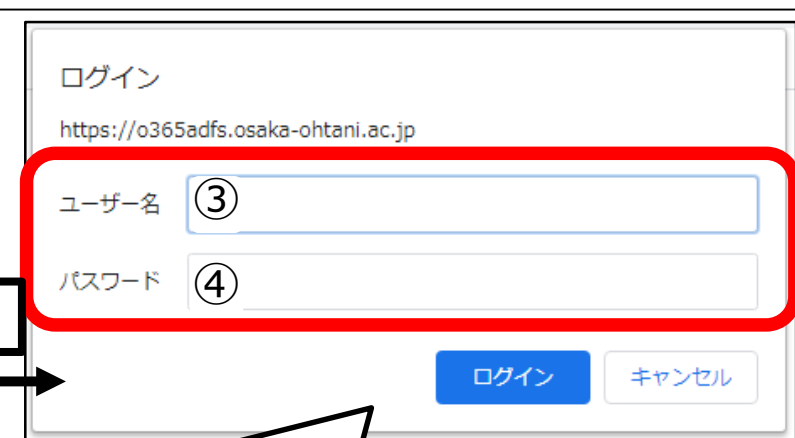 ログイン
https://o365adfs.osaka-ohtani.ac.jp
ユーザー名 ③
パスワード ④
ログイン キャンセル